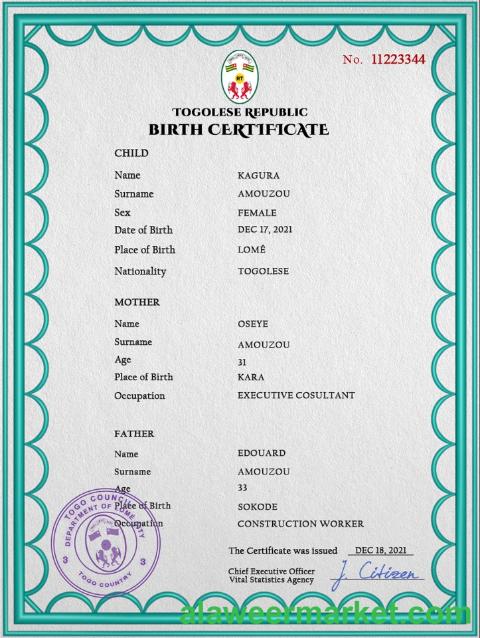 No. 11223344
RT
TOGOLESE REPUBLIC
BIRTH CERTIFICATE
CHILD
Name KAGURA
Surname AMOUZOU
Sex FEMALE
Date of Birth DEC 17, 2021
Place of Birth LOMÊ
Nationality TOGOLESE
MOTHER
Name OSEYE
Surname AMOUZOU
Age 31
Place of Birth KARA
Occupation EXECUTIVE COSULTANT
FATHER
Name EDOUARD
Surname AMOUZOU
Age 33
Place of Birth SOKODE
Occupation CONSTRUCTION WORKER
TOGO COUNCIL
DEPARTMENT OF LOME CITY
3 3
TOGO COUNTRY
The Certificate was issued DEC 18, 2021
Chief Executive Officer
Vital Statistics Agency
J. Citizen
alaweermarket.com